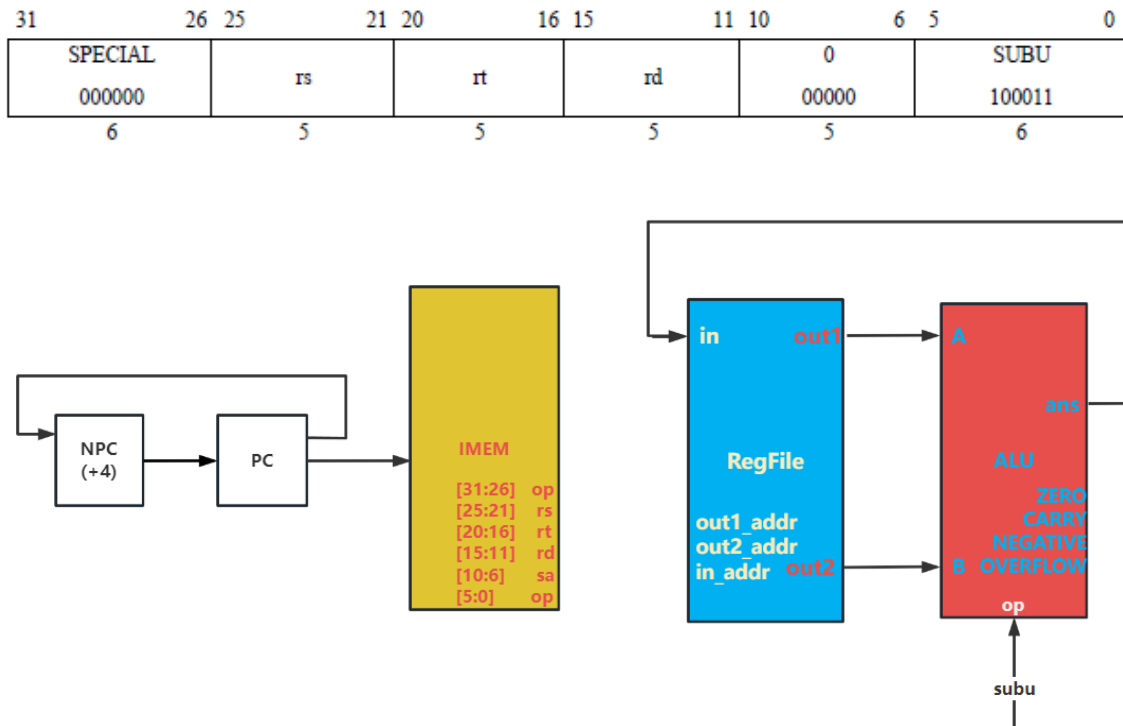 31 26 25 21 20 16 15 11 10 6 5 0
SPECIAL rs rt rd 0 SUBU
000000 00000 100011
6 5 5 5 5 6
in out1 A
ans
NPC
(+4)
PC
IMEM
[31:26] op
[25:21] rs
[20:16] rt
[15:11] rd
[10:6] sa
[5:0] op
RegFile
out1_addr
out2_addr
in_addr out2
ALU
ZERO
CARRY
NEGATIVE
B OVERFLOW
op
subu